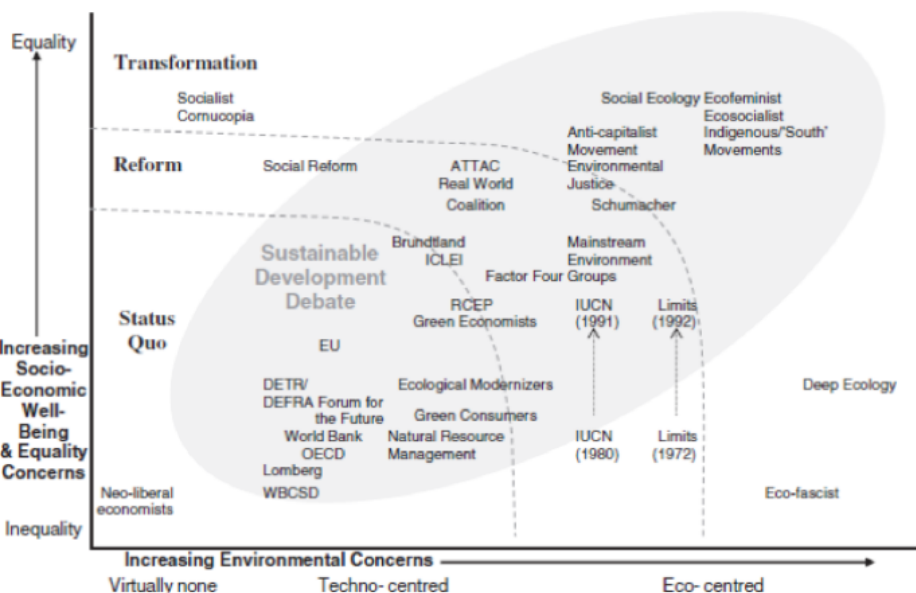 Equality
Transformation
Socialist
Cornucopia
Social Ecology Ecofeminist
Ecosocialist
Anti-capitalist Indigenous/"South"
Movement Movements
Reform
Social Reform
ATTAC
Environmental
Real World
Justice
Coalition
Schumacher
Sustainable
Development
Debate
Brundtland
ICLEI
Mainstream
Environment
Factor Four Groups
Status
Quo
RCEP
Green Economists
IUCN
(1991)
Limits
(1992)
EU
Increasing
Socio-
Economic
Well-
Being
& Equality
Concerns
DETR/
DEFRA Forum for
the Future
Ecological Modernizers
Deep Ecology
Green Consumers
World Bank
OECD
Natural Resource
Management
IUCN
(1980)
Limits
(1972)
Lomberg
WBCSD
Neo-liberal
economists
Eco-fascist
Inequality
Increasing Environmental Concerns
Virtually none
Techno- centred
Eco- centred